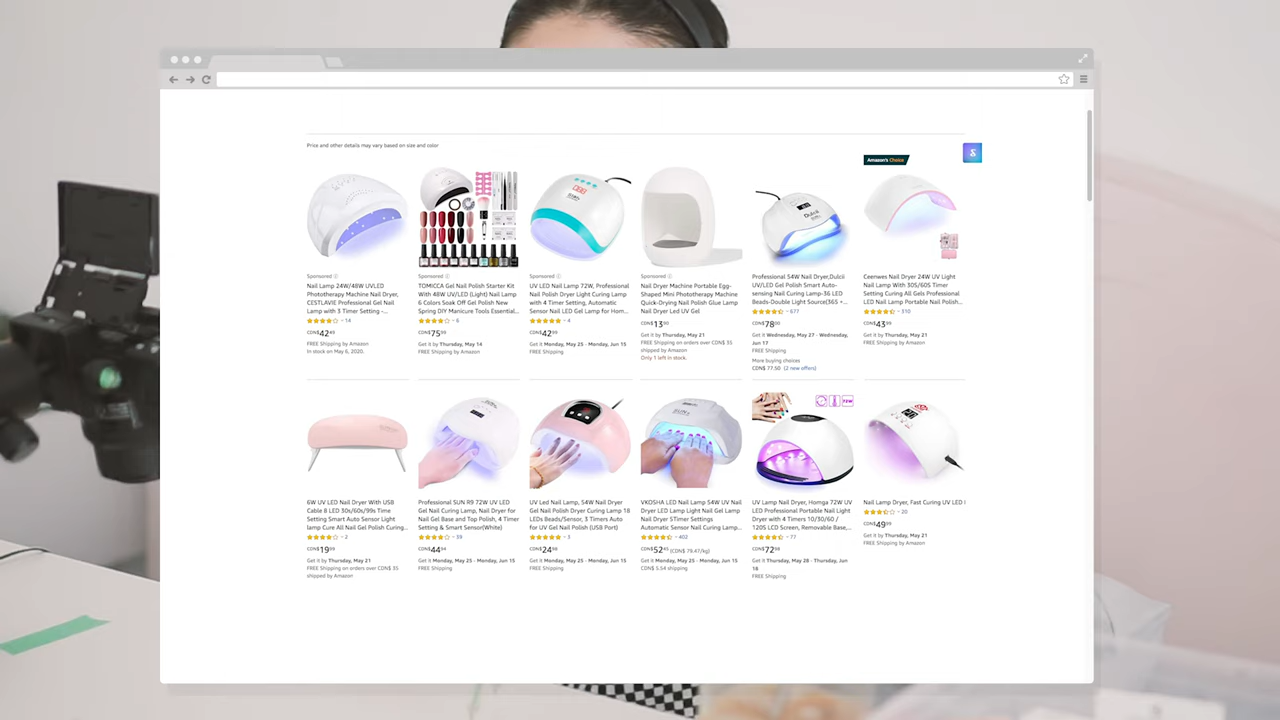 Price and other details may vary based on size and color
Amazon's Choice
Sponsored
Nail Lamp 24W/48W UVLED
Phototherapy Machine Nail Dryer,
CESTLAVIE Professional Gel Nail
Lamp with 3 Timer Setting -...
14
CDN$ 42
FREE Shipping by Amazon
In stock on May 6, 2020.
Sponsored
TOMICCA Gel Nail Polish Starter Kit
With 48W UV/LED (Light) Nail Lamp
6 Colors Soak Off Gel Polish New
Spring DIY Manicure Tools Essential...
6
CDN$ 75
Get it by Thursday, May 14
FREE Shipping by Amazon
Sponsored
UV LED Nail Lamp 72W, Professional
Nail Polish Dryer Light Curing Lamp
with 4 Timer Setting, Automatic
Sensor Nail LED Gel Lamp for Hom...
4
CDN$ 42
Get it Monday, May 25 - Monday, Jun 15
FREE Shipping
Sponsored
Nail Dryer Machine Portable Egg-
Shaped Mini Phototherapy Machine
Quick-Drying Nail Polish Glue Lamp
Nail Dryer Led UV Gel
CDN$ 13
Get it by Thursday, May 21
FREE Shipping on orders over CDN$ 35
shipped by Amazon
Only 1 left in stock.
Dulcii
Professional 54W Nail Dryer,Dulcii
UV/LED Gel Polish Smart Auto-
sensing Nail Curing Lamp-36 LED
Beads-Double Light Source(36S +...
677
CDN$ 78
Get it Wednesday, May 27 - Wednesday,
Jun 17
FREE Shipping
More buying choices
CDN$ 77.50 (2 new offers)
Ceenwes Nail Dryer 24W UV Light
Nail Lamp With 30S/60S Timer
Setting Curing All Gels Professional
LED Nail Lamp Portable Nail Polish...
310
CDN$ 43
Get it by Thursday, May 21
FREE Shipping by Amazon
6W UV LED Nail Dryer With USB
Cable 8 LED 30s/60s/99s Time
Setting Smart Auto Sensor Light
lamp Cure All Nail Gel Polish Curing...
2
CDN$ 19
Get it by Thursday, May 21
FREE Shipping on orders over CDN$ 35
shipped by Amazon
Professional SUN R9 72W UV LED
Gel Nail Curing Lamp, Nail Dryer for
Nail Gel Base and Top Polish, 4 Timer
Setting & Smart Sensor(White)
39
CDN$ 44
Get it Monday, May 25 - Monday, Jun 15
FREE Shipping
UV Led Nail Lamp, 54W Nail Dryer
Gel Nail Polish Dryer Curing Lamp 18
LEDs Beads/Sensor, 3 Timers Auto
for UV Gel Nail Polish (USB Port)
3
CDN$ 24
Get it Monday, May 25 - Monday, Jun 15
FREE Shipping
VKOSHA LED Nail Lamp 54W UV Nail
Dryer LED Lamp Light Nail Gel Lamp
Nail Dryer 5Timer Settings
Automatic Sensor Nail Curing Lamp...
402
CDN$ 52 (CDN$ 79.47/kg)
Get it Monday, May 25 - Monday, Jun 15
CDN$ 5.54 shipping
72W
UV Lamp Nail Dryer, Homga 72W UV
LED Professional Portable Nail Light
Dryer with 4 Timers 10/30/60 /
120S LCD Screen, Removable Base,...
77
CDN$ 72
Get it Thursday, May 28 - Thursday, Jun
18
FREE Shipping
Nail Lamp Dryer, Fast Curing UV LED
20
CDN$ 49
Get it by Thursday, May 21
FREE Shipping by Amazon